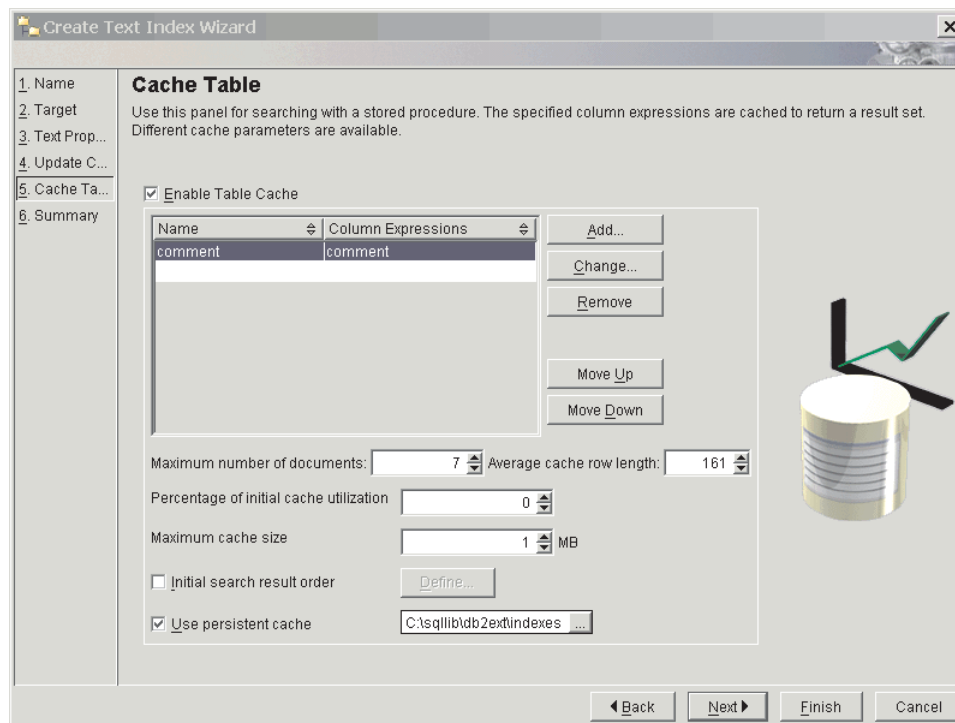 Create Text Index Wizard
1. Name
2. Target
3. Text Prop...
4. Update C...
5. Cache Ta...
6. Summary
Cache Table
Use this panel for searching with a stored procedure. The specified column expressions are cached to return a result set.
Different cache parameters are available.
Enable Table Cache
Name Column Expressions
comment comment
Add...
Change...
Remove
Move Up
Move Down
Maximum number of documents: 7 Average cache row length: 161
Percentage of initial cache utilization 0
Maximum cache size 1 MB
Initial search result order Define...
Use persistent cache C:\sqllib\db2ext\indexes ...
Back Next Finish Cancel